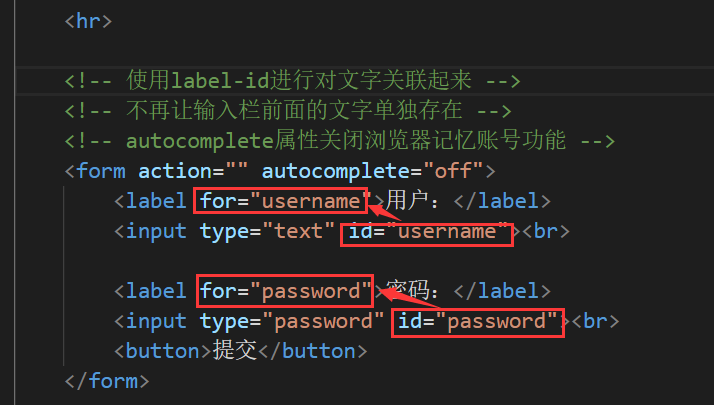 <hr>
<!-- 使用label-id进行对文字关联起来 -->
<!-- 不再让输入栏前面的文字单独存在 -->
<!-- autocomplete属性关闭浏览器记忆账号功能 -->
<form action="" autocomplete="off">
<label for="username">用户：</label>
<input type="text" id="username"><br>
<label for="password">密码：</label>
<input type="password" id="password"><br>
<button>提交</button>
</form>